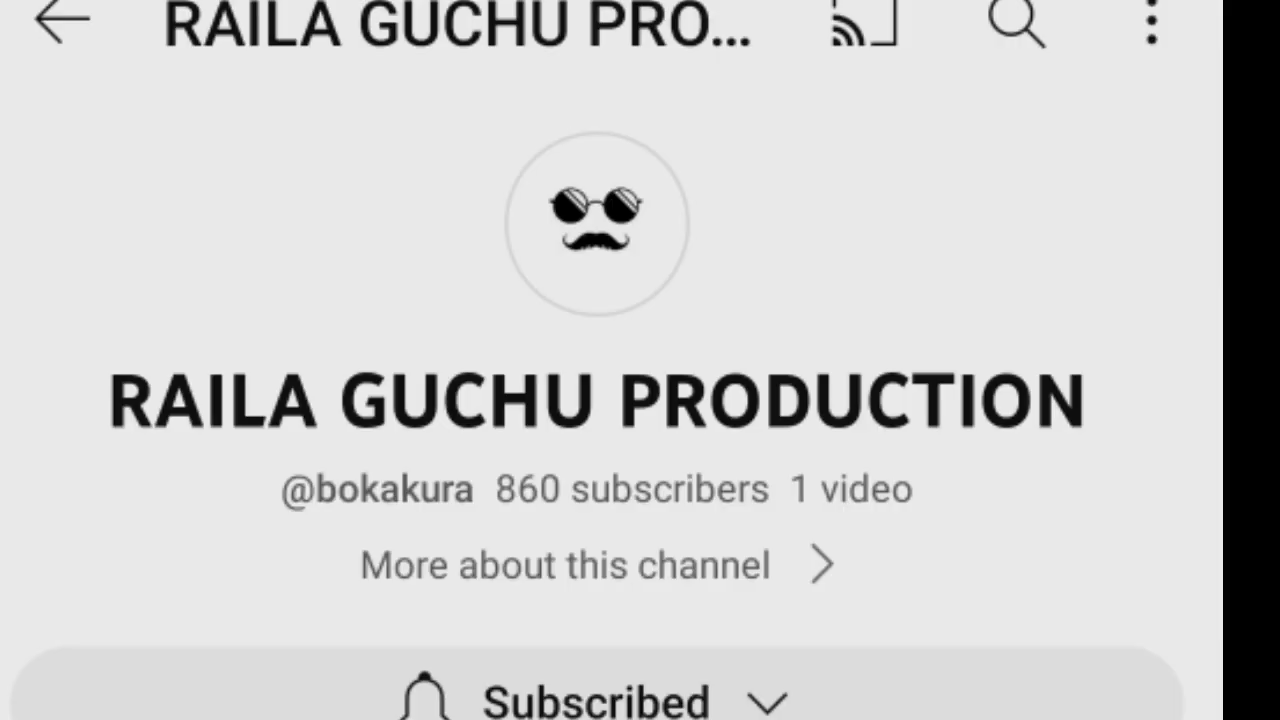 RAILA GUCHU PRO...
RAILA GUCHU PRODUCTION
@bokakura 860 subscribers 1 video
More about this channel
Subscribed